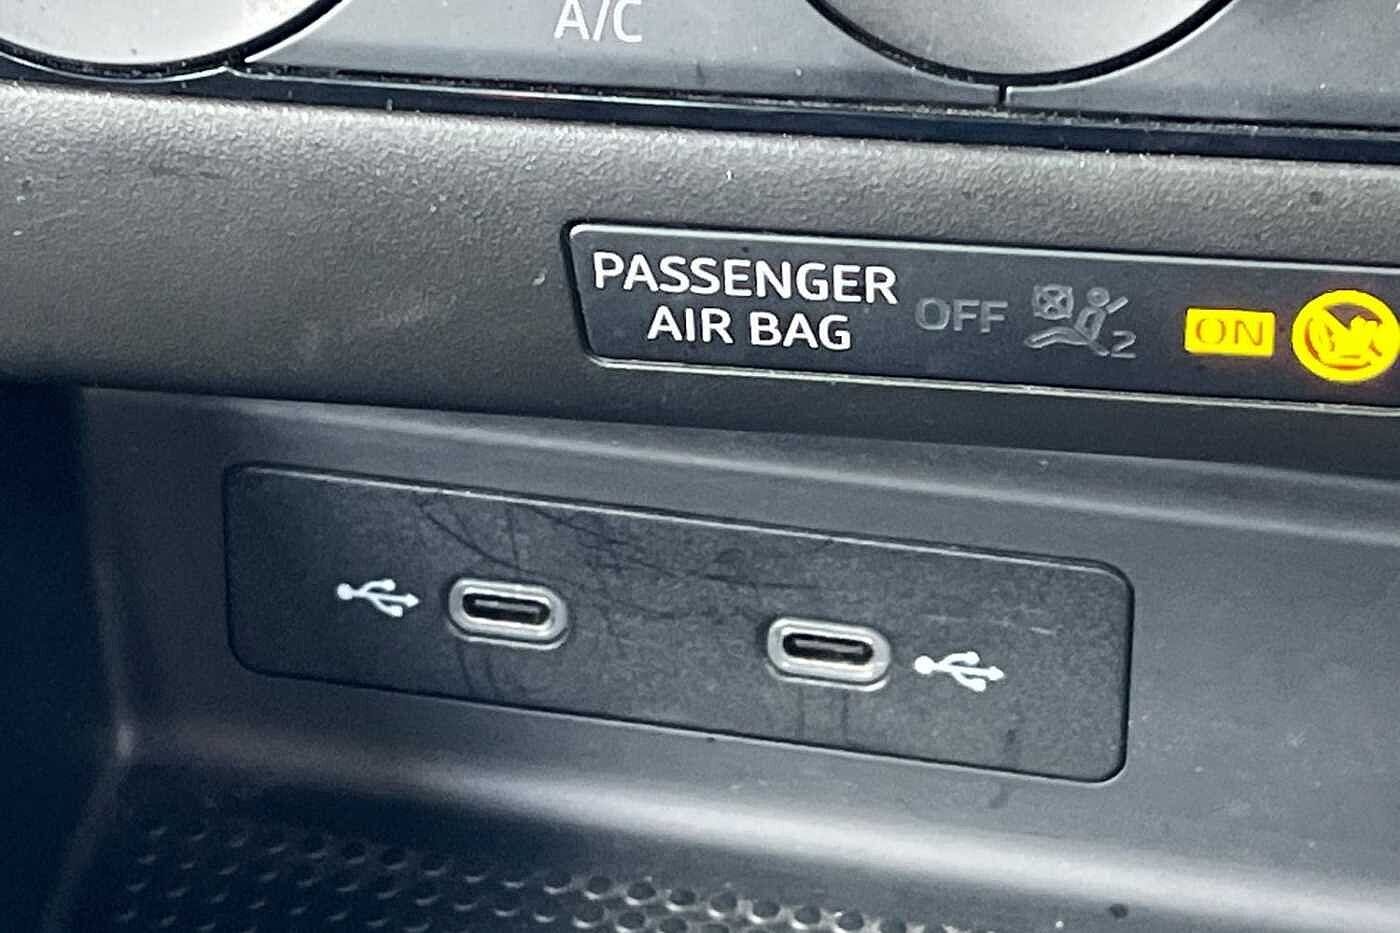 A/C
PASSENGER
AIR BAG
OFF
2
ON